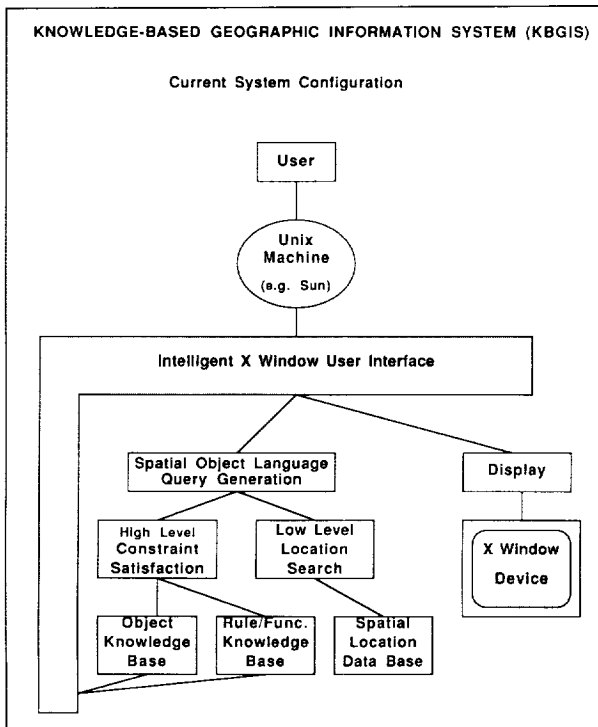 KNOWLEDGE-BASED GEOGRAPHIC INFORMATION SYSTEM (KBGIS)
Current System Configuration
User
Unix
Machine
(e.g. Sun)
Intelligent X Window User Interface
Spatial Object Language
Query Generation
Display
High Level
Constraint
Satisfaction
Low Level
Location
Search
X Window
Device
Object
Knowledge
Base
Rule/Func.
Knowledge
Base
Spatial
Location
Data Base